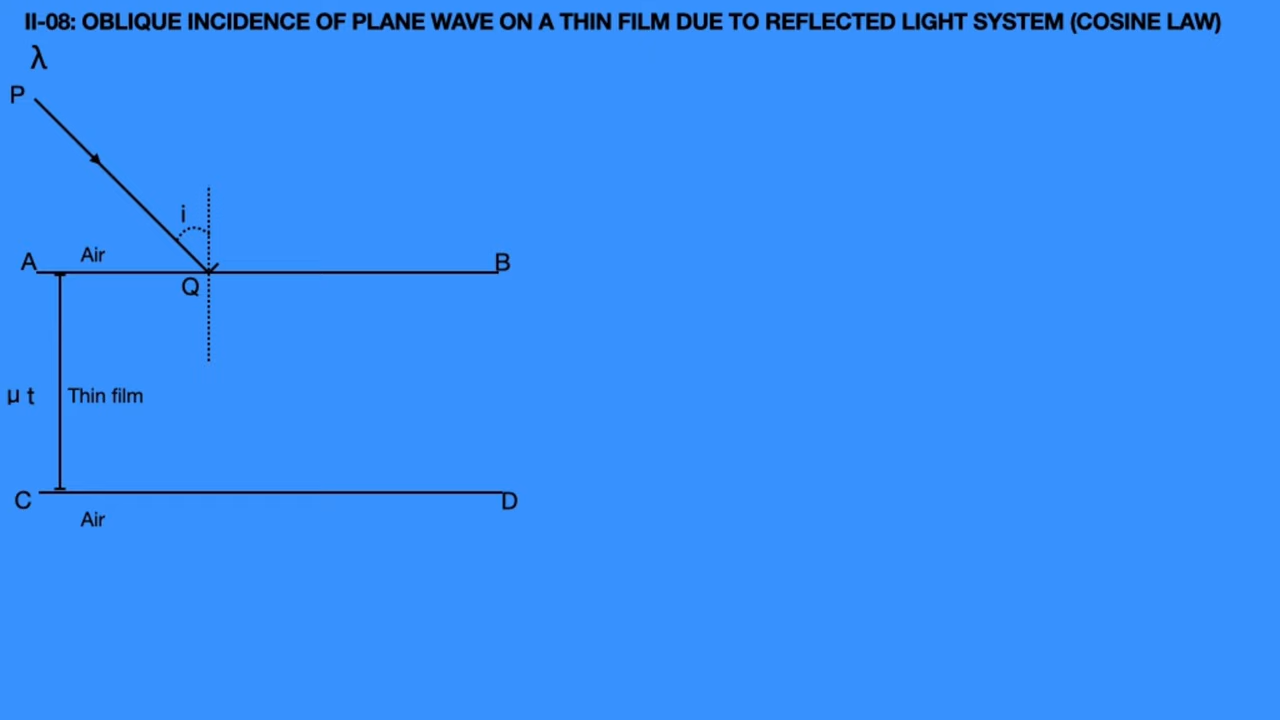 II-08: OBLIQUE INCIDENCE OF PLANE WAVE ON A THIN FILM DUE TO REFLECTED LIGHT SYSTEM (COSINE LAW)
λ
P
i
A Air B
Q
μ t Thin film
C D
Air